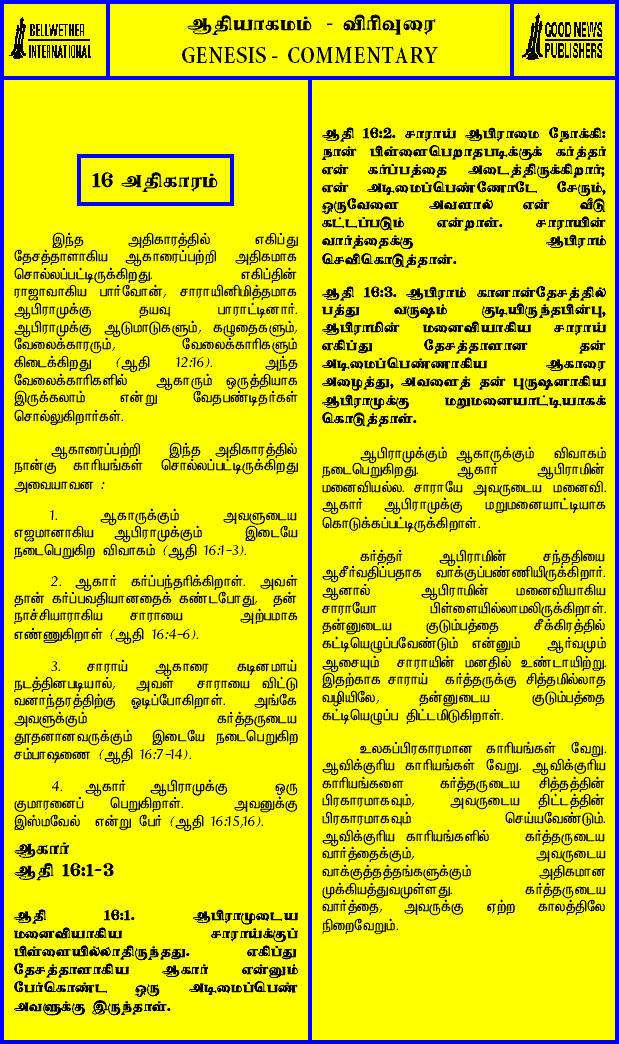 BELLWETHER
INTERNATIONAL
ஆதியாகமம் - விரிவுரை
GENESIS - COMMENTARY
GOOD NEWS
PUBLISHERS
16 அதிகாரம்
இந்த அதிகாரத்தில் எகிப்து
தேசத்தாளாகிய ஆகாரைப்பற்றி அதிகமாக
சொல்லப்பட்டிருக்கிறது. எகிப்தின்
ராஜாவாகிய பார்வோன், சாராயினிமித்தமாக
ஆபிராமுக்கு தயவு பாராட்டினார்.
ஆபிராமுக்கு ஆடுமாடுகளும், கழுதைகளும்,
வேலைக்காரரும், வேலைக்காரிகளும்
கிடைக்கிறது (ஆதி 12:16). அந்த
வேலைக்காரிகளில் ஆகாரும் ஒருத்தியாக
இருக்கலாம் என்று வேதபண்டிதர்கள்
சொல்லுகிறார்கள்.
ஆகாரைப்பற்றி இந்த அதிகாரத்தில்
நான்கு காரியங்கள் சொல்லப்பட்டிருக்கிறது
அவையாவன :
1. ஆகாருக்கும் அவளுடைய
எஜமானாகிய ஆபிராமுக்கும் இடையே
நடைபெறுகிற விவாகம் (ஆதி 16:1-3).
2. ஆகார் கர்ப்பந்தரிக்கிறாள். அவள்
தான் கர்ப்பவதியானதைக் கண்டபோது, தன்
நாச்சியாராகிய சாராயை அற்பமாக
எண்ணுகிறாள் (ஆதி 16:4-6).
3. சாராய் ஆகாரை கடினமாய்
நடத்தினபடியால், அவள் சாராயை விட்டு
வனாந்தரத்திற்கு ஓடிப்போகிறாள். அங்கே
அவளுக்கும் கர்த்தருடைய
தூதனானவருக்கும் இடையே நடைபெறுகிற
சம்பாஷணை (ஆதி 16:7-14).
4. ஆகார் ஆபிராமுக்கு ஒரு
குமாரனைப் பெறுகிறாள். அவனுக்கு
இஸ்மவேல் என்று பேர் (ஆதி 16:15,16).
ஆகார்
ஆதி 16:1-3
ஆதி 16:1. ஆபிராமுடைய
மனைவியாகிய சாராய்க்குப்
பிள்ளையில்லாதிருந்தது. எகிப்து
தேசத்தாளாகிய ஆகார் என்னும்
பேர்கொண்ட ஒரு அடிமைப்பெண்
அவளுக்கு இருந்தாள்.
ஆதி 16:2. சாராய் ஆபிராமை நோக்கி:
நான் பிள்ளைபெறாதபடிக்குக் கர்த்தர்
என் கர்ப்பத்தை அடைத்திருக்கிறார்;
என் அடிமைப்பெண்ணோடே சேரும்,
ஒருவேளை அவளால் என் வீடு
கட்டப்படும் என்றாள். சாராயின்
வார்த்தைக்கு ஆபிராம்
செவிகொடுத்தான்.
ஆதி 16:3. ஆபிராம் கானான்தேசத்தில்
பத்து வருஷம் குடியிருந்தபின்பு,
ஆபிராமின் மனைவியாகிய சாராய்
எகிப்து தேசத்தாளான தன்
அடிமைப்பெண்ணாகிய ஆகாரை
அழைத்து, அவளைத் தன் புருஷனாகிய
ஆபிராமுக்கு மறுமனையாட்டியாகக்
கொடுத்தாள்.
ஆபிராமுக்கும் ஆகாருக்கும் விவாகம்
நடைபெறுகிறது. ஆகார் ஆபிராமின்
மனைவியல்ல. சாராயே அவருடைய மனைவி.
ஆகார் ஆபிராமுக்கு மறுமனையாட்டியாக
கொடுக்கப்பட்டிருக்கிறாள்.
கர்த்தர் ஆபிராமின் சந்ததியை
ஆசீர்வதிப்பதாக வாக்குப்பண்ணியிருக்கிறார்.
ஆனால் ஆபிராமின் மனைவியாகிய
சாராயோ பிள்ளையில்லாமலிருக்கிறாள்.
தன்னுடைய குடும்பத்தை சீக்கிரத்தில்
கட்டியெழுப்பவேண்டும் என்னும் ஆர்வமும்
ஆசையும் சாராயின் மனதில் உண்டாயிற்று.
இதற்காக சாராய் கர்த்தருக்கு சித்தமில்லாத
வழியிலே, தன்னுடைய குடும்பத்தை
கட்டியெழுப்ப திட்டமிடுகிறாள்.
உலகப்பிரகாரமான காரியங்கள் வேறு.
ஆவிக்குரிய காரியங்கள் வேறு. ஆவிக்குரிய
காரியங்களை கர்த்தருடைய சித்தத்தின்
பிரகாரமாகவும், அவருடைய திட்டத்தின்
பிரகாரமாகவும் செய்யவேண்டும்.
ஆவிக்குரிய காரியங்களில் கர்த்தருடைய
வார்த்தைக்கும், அவருடைய
வாக்குத்தத்தங்களுக்கும் அதிகமான
முக்கியத்துவமுள்ளது. கர்த்தருடைய
வார்த்தை, அவருக்கு ஏற்ற காலத்திலே
நிறைவேறும்.